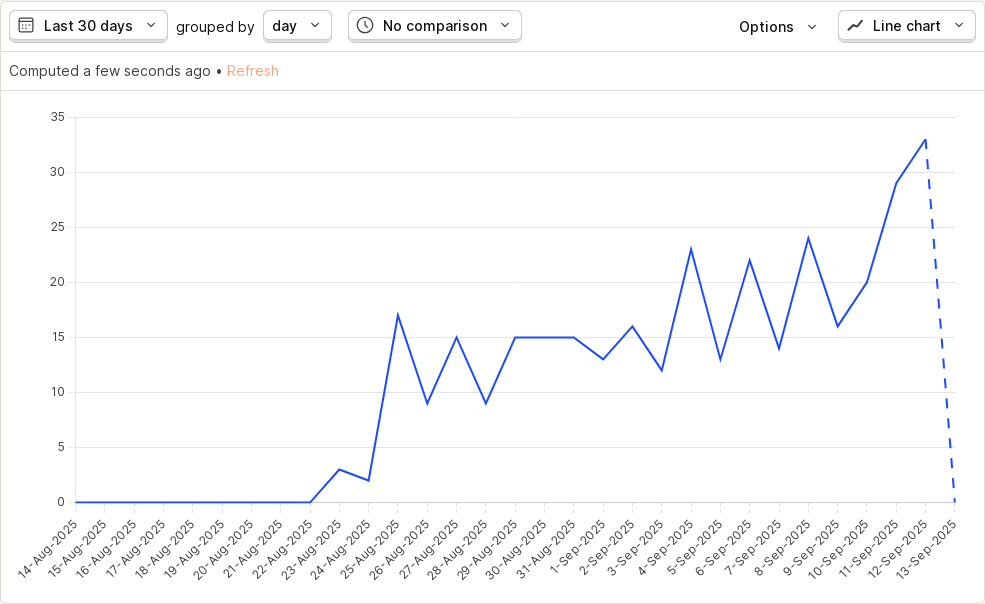 Last 30 days grouped by day No comparison Options Line chart
Computed a few seconds ago • Refresh
35
30
25
20
15
10
5
0
14-Aug-2025
15-Aug-2025
16-Aug-2025
17-Aug-2025
18-Aug-2025
19-Aug-2025
20-Aug-2025
21-Aug-2025
22-Aug-2025
23-Aug-2025
24-Aug-2025
25-Aug-2025
26-Aug-2025
27-Aug-2025
28-Aug-2025
29-Aug-2025
30-Aug-2025
31-Aug-2025
1-Sep-2025
2-Sep-2025
3-Sep-2025
4-Sep-2025
5-Sep-2025
6-Sep-2025
7-Sep-2025
8-Sep-2025
9-Sep-2025
10-Sep-2025
11-Sep-2025
12-Sep-2025
13-Sep-2025